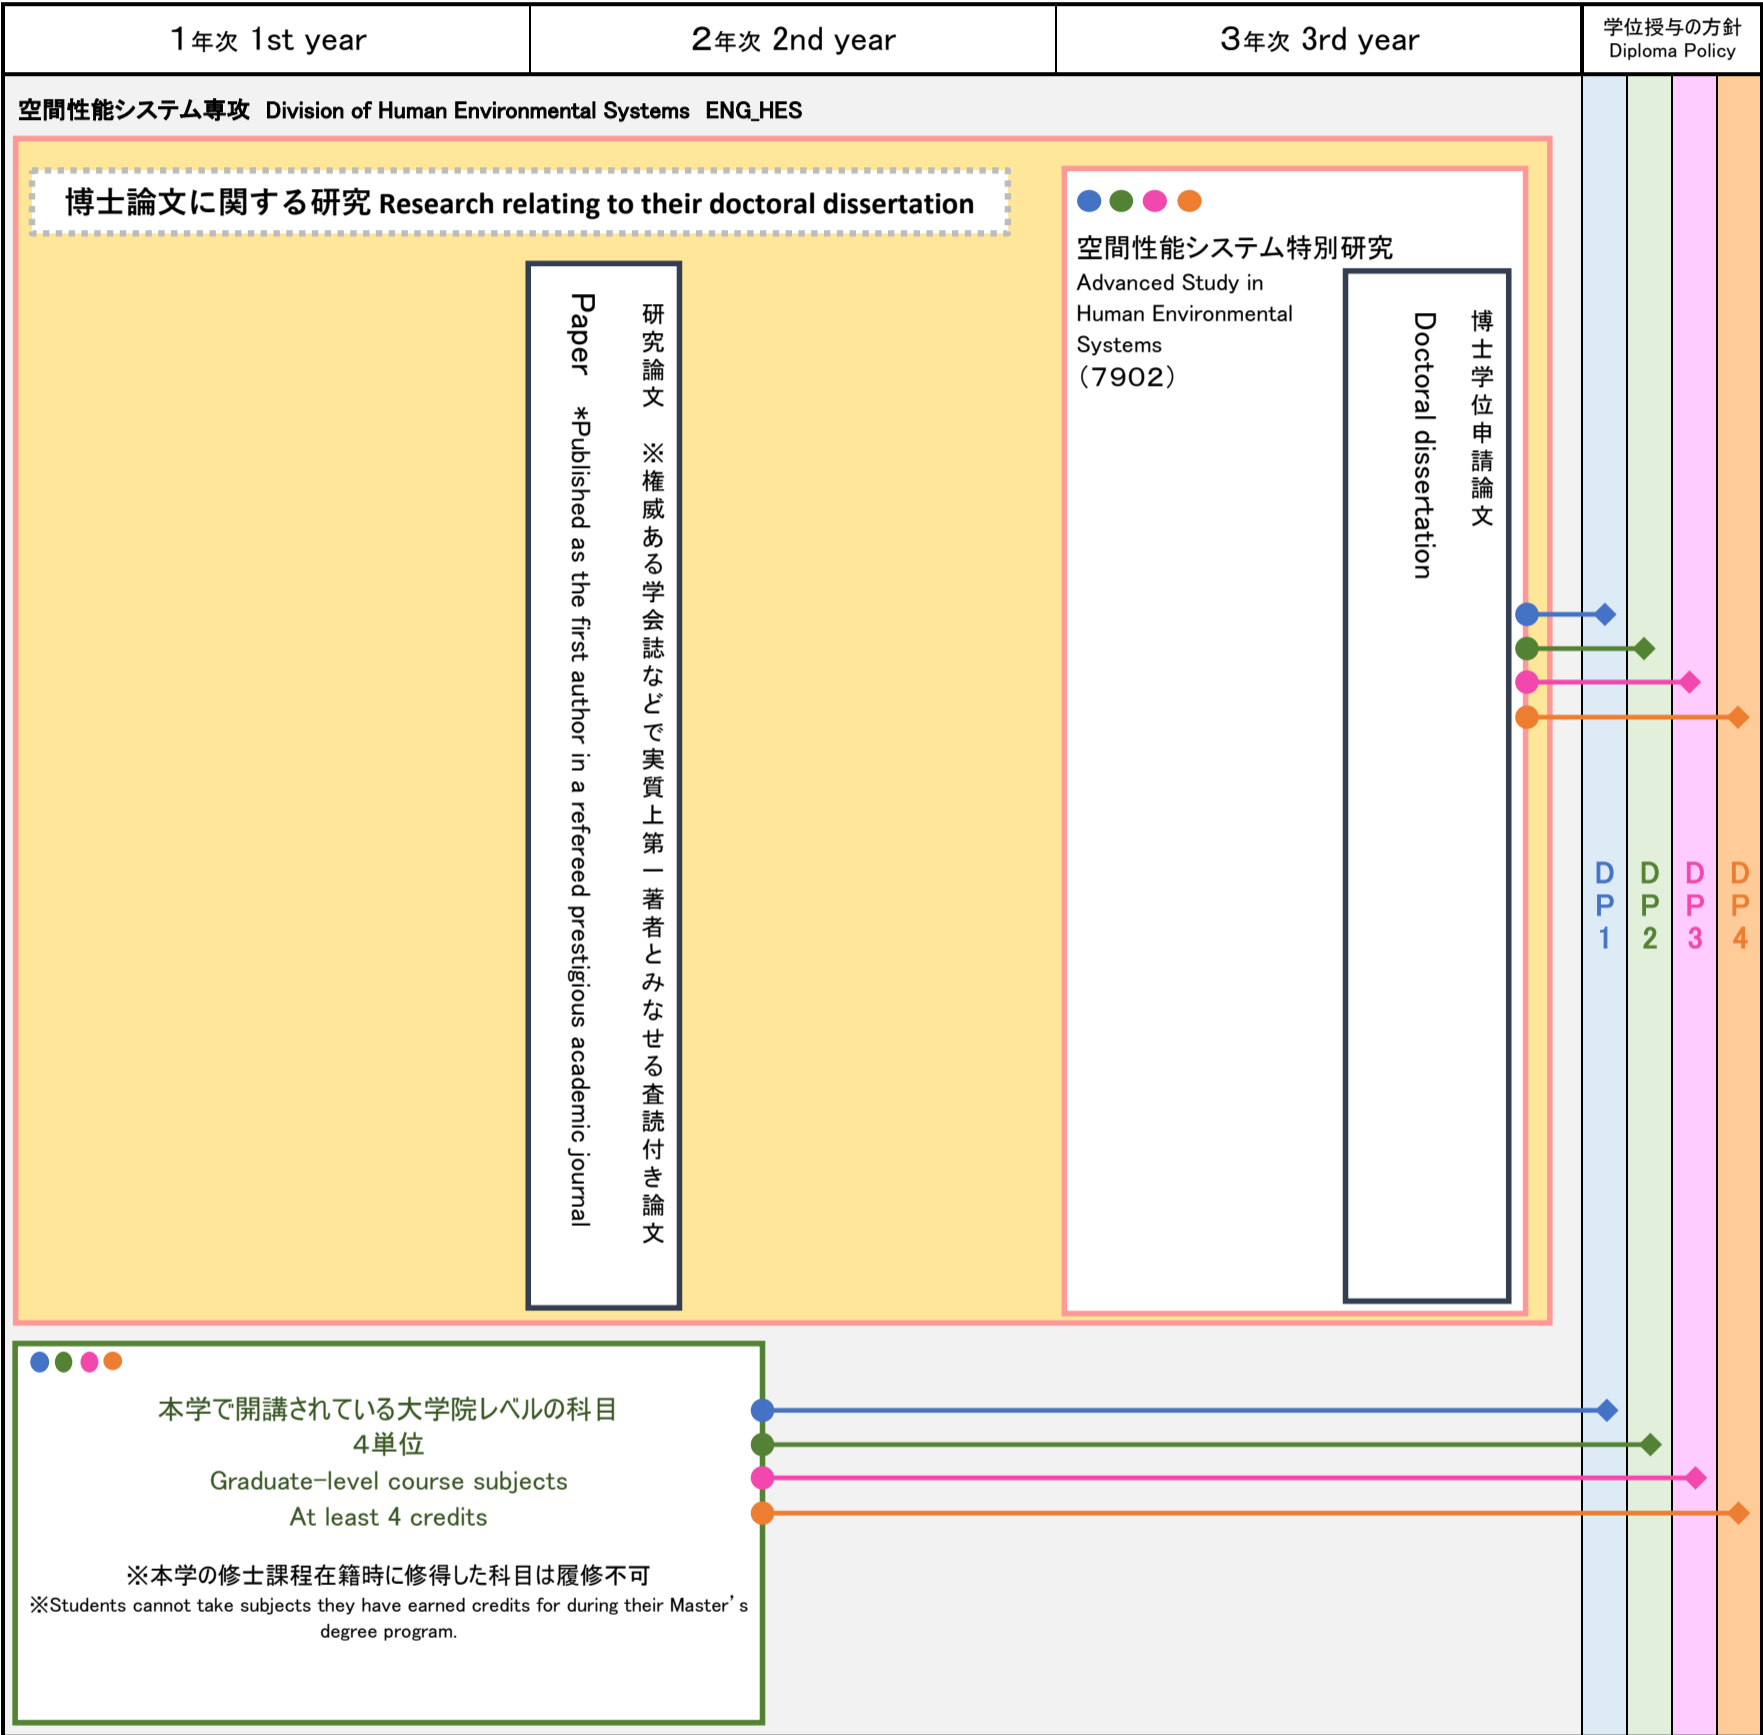 1年次 1st year
2年次 2nd year
3年次 3rd year
学位授与の方針
Diploma Policy
空間性能システム専攻 Division of Human Environmental Systems ENG_HES
博士論文に関する研究 Research relating to their doctoral dissertation
研究論文 ※権威ある学会誌などで実質上第一著者とみなせる査読付き論文
Paper *Published as the first author in a refereed prestigious academic journal
空間性能システム特別研究
Advanced Study in
Human Environmental
Systems
（7902）
博士学位申請論文
Doctoral dissertation
DP1
DP2
DP3
DP4
本学で開講されている大学院レベルの科目
4単位
Graduate-level course subjects
At least 4 credits
※本学の修士課程在籍時に修得した科目は履修不可
※Students cannot take subjects they have earned credits for during their Master's
degree program.